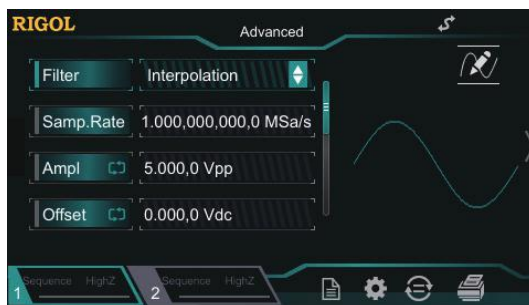 RIGOL
Advanced
Filter Interpolation
Samp.Rate 1.000,000,000,0 MSa/s
Ampl 5.000,0 Vpp
Offset 0.000,0 Vdc
1 Sequence HighZ 2 Sequence HighZ